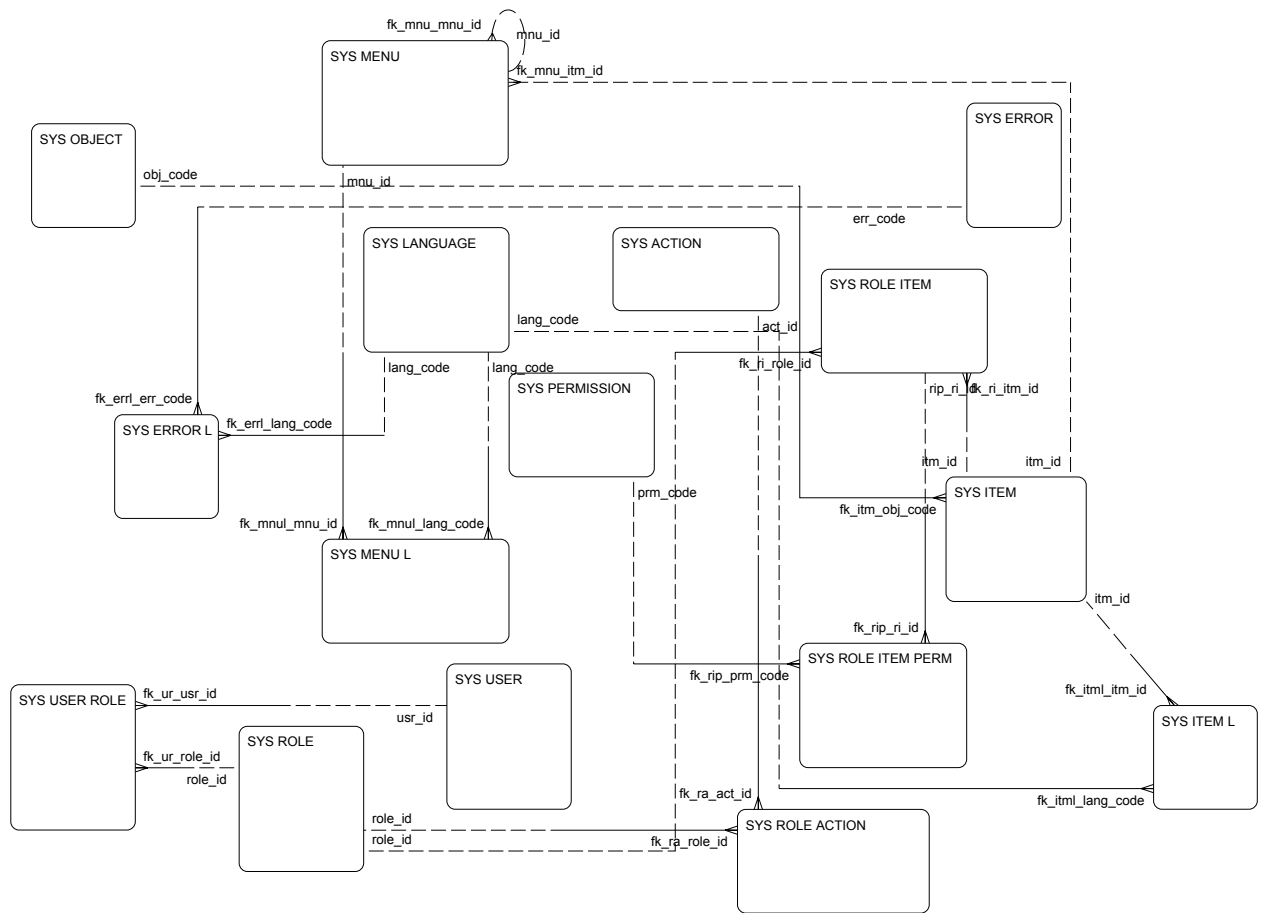 fk_mnu_mnu_id
mnu_id
SYS MENU
fk_mnu_itm_id
SYS ERROR
SYS OBJECT
obj_code
mnu_id
err_code
SYS LANGUAGE
SYS ACTION
SYS ROLE ITEM
lang_code
act_id
lang_code
lang_code
fk_ri_role_id
rip_ri_id
fk_ri_itm_id
SYS PERMISSION
fk_errl_err_code
fk_errl_lang_code
SYS ERROR L
itm_id
itm_id
prm_code
SYS ITEM
fk_itm_obj_code
fk_mnul_mnu_id
fk_mnul_lang_code
SYS MENU L
itm_id
fk_rip_ri_id
SYS ROLE ITEM PERM
fk_rip_prm_code
SYS USER
fk_itml_itm_id
SYS USER ROLE
fk_ur_usr_id
usr_id
SYS ITEM L
SYS ROLE
fk_ur_role_id
role_id
fk_ra_act_id
fk_itml_lang_code
role_id
SYS ROLE ACTION
role_id
fk_ra_role_id